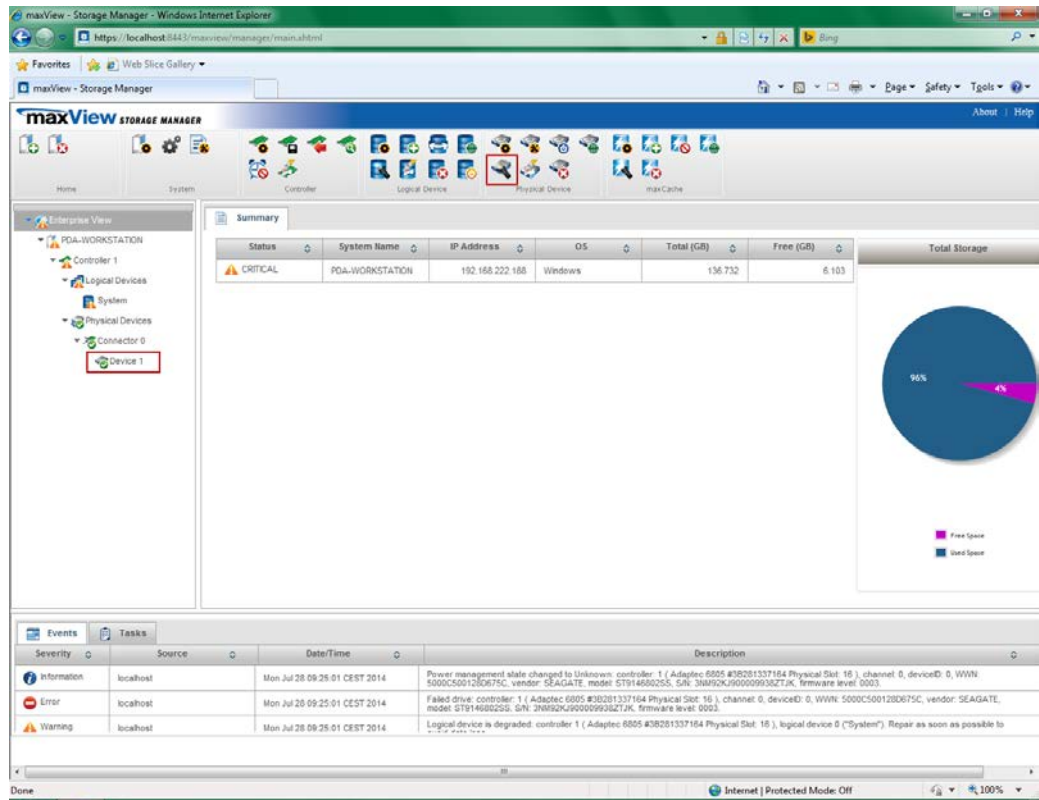 maxView - Storage Manager - Windows Internet Explorer
https://localhost:8443/maxview/manager/main.xhtml
Bing
Favorites
Web Slice Gallery
maxView - Storage Manager
Page
Safety
Tools
maxView STORAGE MANAGER
About | Help
Home
System
Controller
Logical Device
Physical Device
maxCache
Enterprise View
PDA-WORKSTATION
Controller 1
Logical Devices
System
Physical Devices
Connector 0
Device 1
Summary
Status System Name IP Address OS Total (GB) Free (GB)
CRITICAL PDA-WORKSTATION 192.168.222.188 Windows 136.732 6.103
Total Storage
96%
4%
Free Space
Used Space
Events Tasks
Severity Source Date/Time Description
Information localhost Mon Jul 28 09:25:01 CEST 2014 Power management state changed to Unknown: controller: 1 ( Adaptec 6805 #3B281337164 Physical Slot: 16 ), channel: 0, deviceID: 0, WWN:
5000C500128D675C, vendor: SEAGATE, model: ST9146802SS, S/N: 3NM92KJ900009938ZTJK, firmware level: 0003.
Error localhost Mon Jul 28 09:25:01 CEST 2014 Failed drive: controller: 1 ( Adaptec 6805 #3B281337164 Physical Slot: 16 ), channel: 0, deviceID: 0, WWN: 5000C500128D675C, vendor: SEAGATE,
model: ST9146802SS, S/N: 3NM92KJ900009938ZTJK, firmware level: 0003.
Warning localhost Mon Jul 28 09:25:01 CEST 2014 Logical device is degraded: controller 1 ( Adaptec 6805 #3B281337164 Physical Slot: 16 ), logical device 0 ("System"). Repair as soon as possible to
Done
Internet | Protected Mode: Off
100%